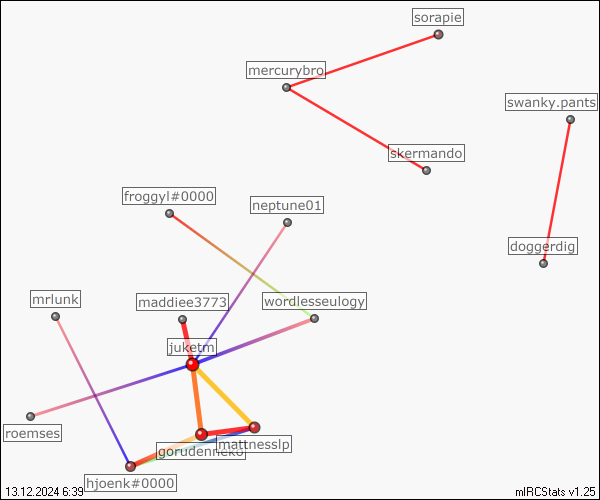 sorapie
mercurybro
swanky.pants
skermando
froggyl#0000
neptune01
doggerdig
mrlunk
maddiee3773
wordlesseulogy
juketm
roemses
mattnesslp
gorudenneko
hjoenk#0000
13.12.2024 6:39
mIRCStats v1.25